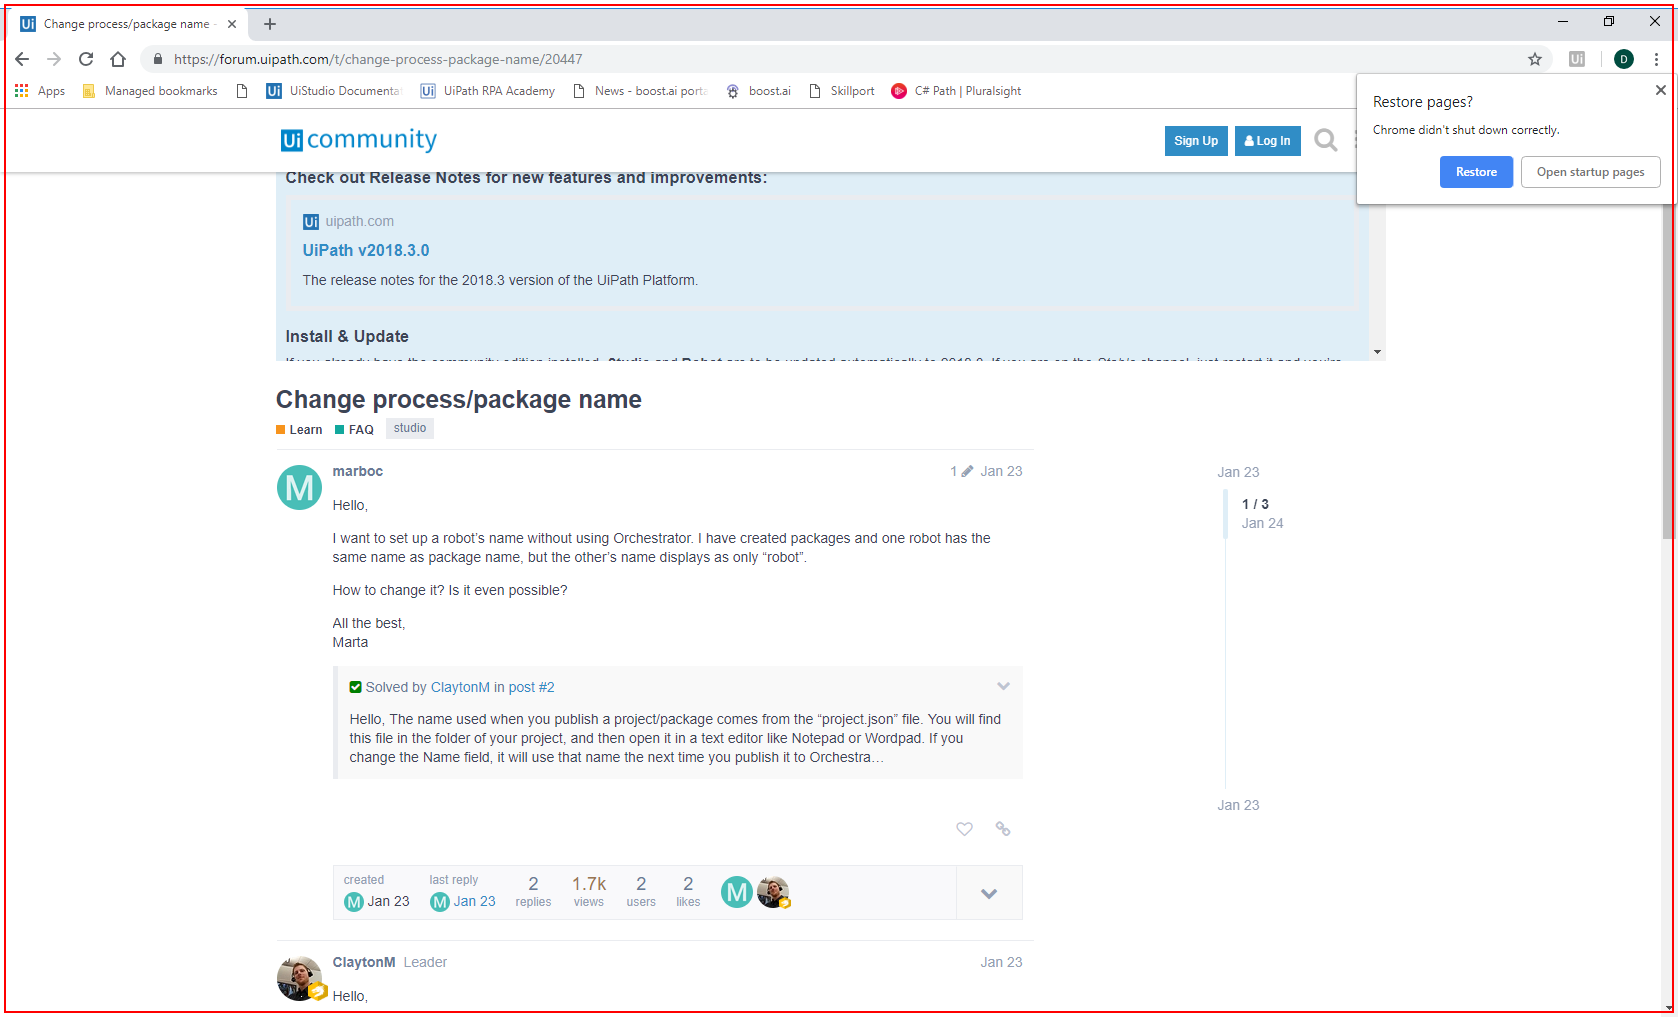 Change process/package name -
https://forum.uipath.com/t/change-process-package-name/20447
D
Apps
Managed bookmarks
UiStudio Documenta
UiPath RPA Academy
News - boost.ai porta
boost.ai
Skillport
C# Path | Pluralsight
Restore pages?
Chrome didn't shut down correctly.
Restore
Open startup pages
Ui community
Sign Up
Log In
Check out Release Notes for new features and improvements:
Ui uipath.com
UiPath v2018.3.0
The release notes for the 2018.3 version of the UiPath Platform.
Install & Update
Change process/package name
Learn FAQ studio
marboc 1 Jan 23
M
Hello,
I want to set up a robot’s name without using Orchestrator. I have created packages and one robot has the
same name as package name, but the other’s name displays as only “robot”.
How to change it? Is it even possible?
All the best,
Marta
Solved by ClaytonM in post #2
Hello, The name used when you publish a project/package comes from the “project.json” file. You will find
this file in the folder of your project, and then open it in a text editor like Notepad or Wordpad. If you
change the Name field, it will use that name the next time you publish it to Orchestra…
Jan 23
1 / 3
Jan 24
Jan 23
created last reply 2 1.7k 2 2 M
M Jan 23 M Jan 23 replies views users likes
ClaytonM Leader Jan 23
Hello,